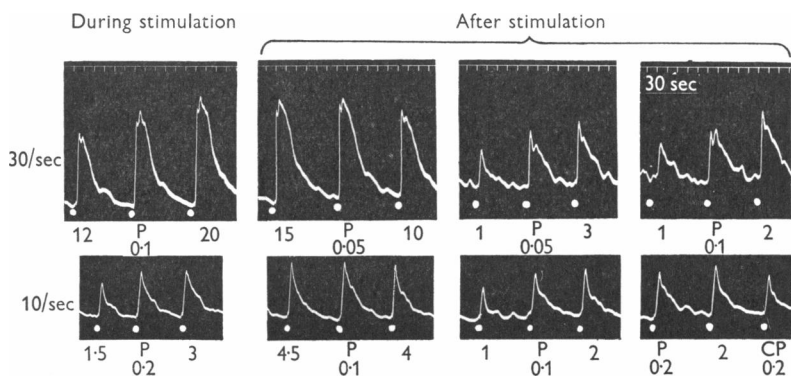 During stimulation After stimulation
30 sec
30/sec
12 P 20 15 P 10 1 P 3 1 P 2
0·1 0·05 0·05 0·1
10/sec
1·5 P 3 4·5 P 4 1 P 2 P 2 CP
0·2 0·1 0·1 0·2 0·2